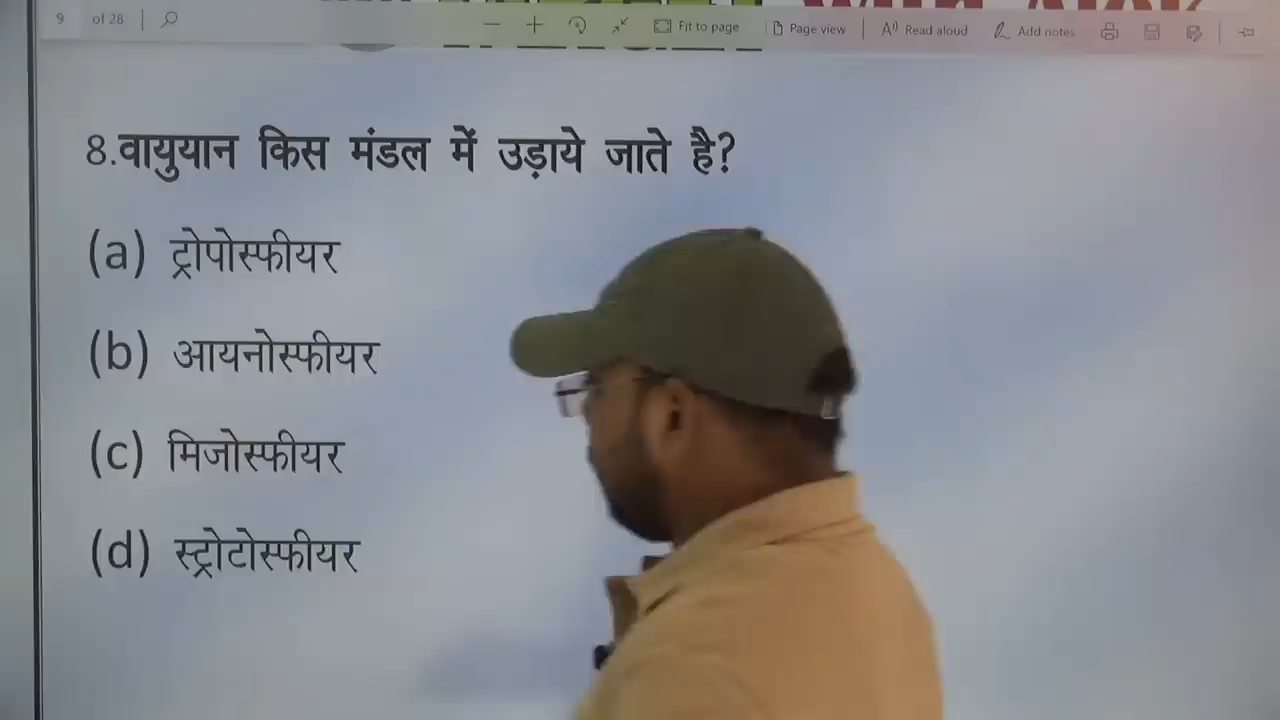 9 of 28 Fit to page Page view Read aloud Add notes
8.वायुयान किस मंडल में उड़ाये जाते है?
(a) ट्रोपोस्फीयर
(b) आयनोस्फीयर
(c) मिजोस्फीयर
(d) स्ट्रोटोस्फीयर